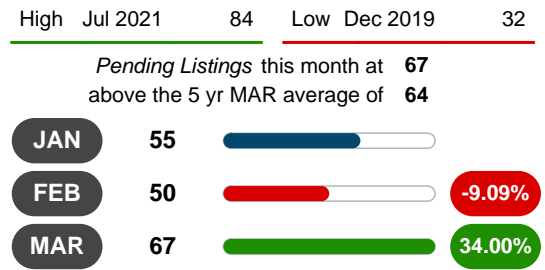 High Jul 2021 84 Low Dec 2019 32
Pending Listings this month at 67
above the 5 yr MAR average of 64
JAN 55
FEB 50 -9.09%
MAR 67 34.00%